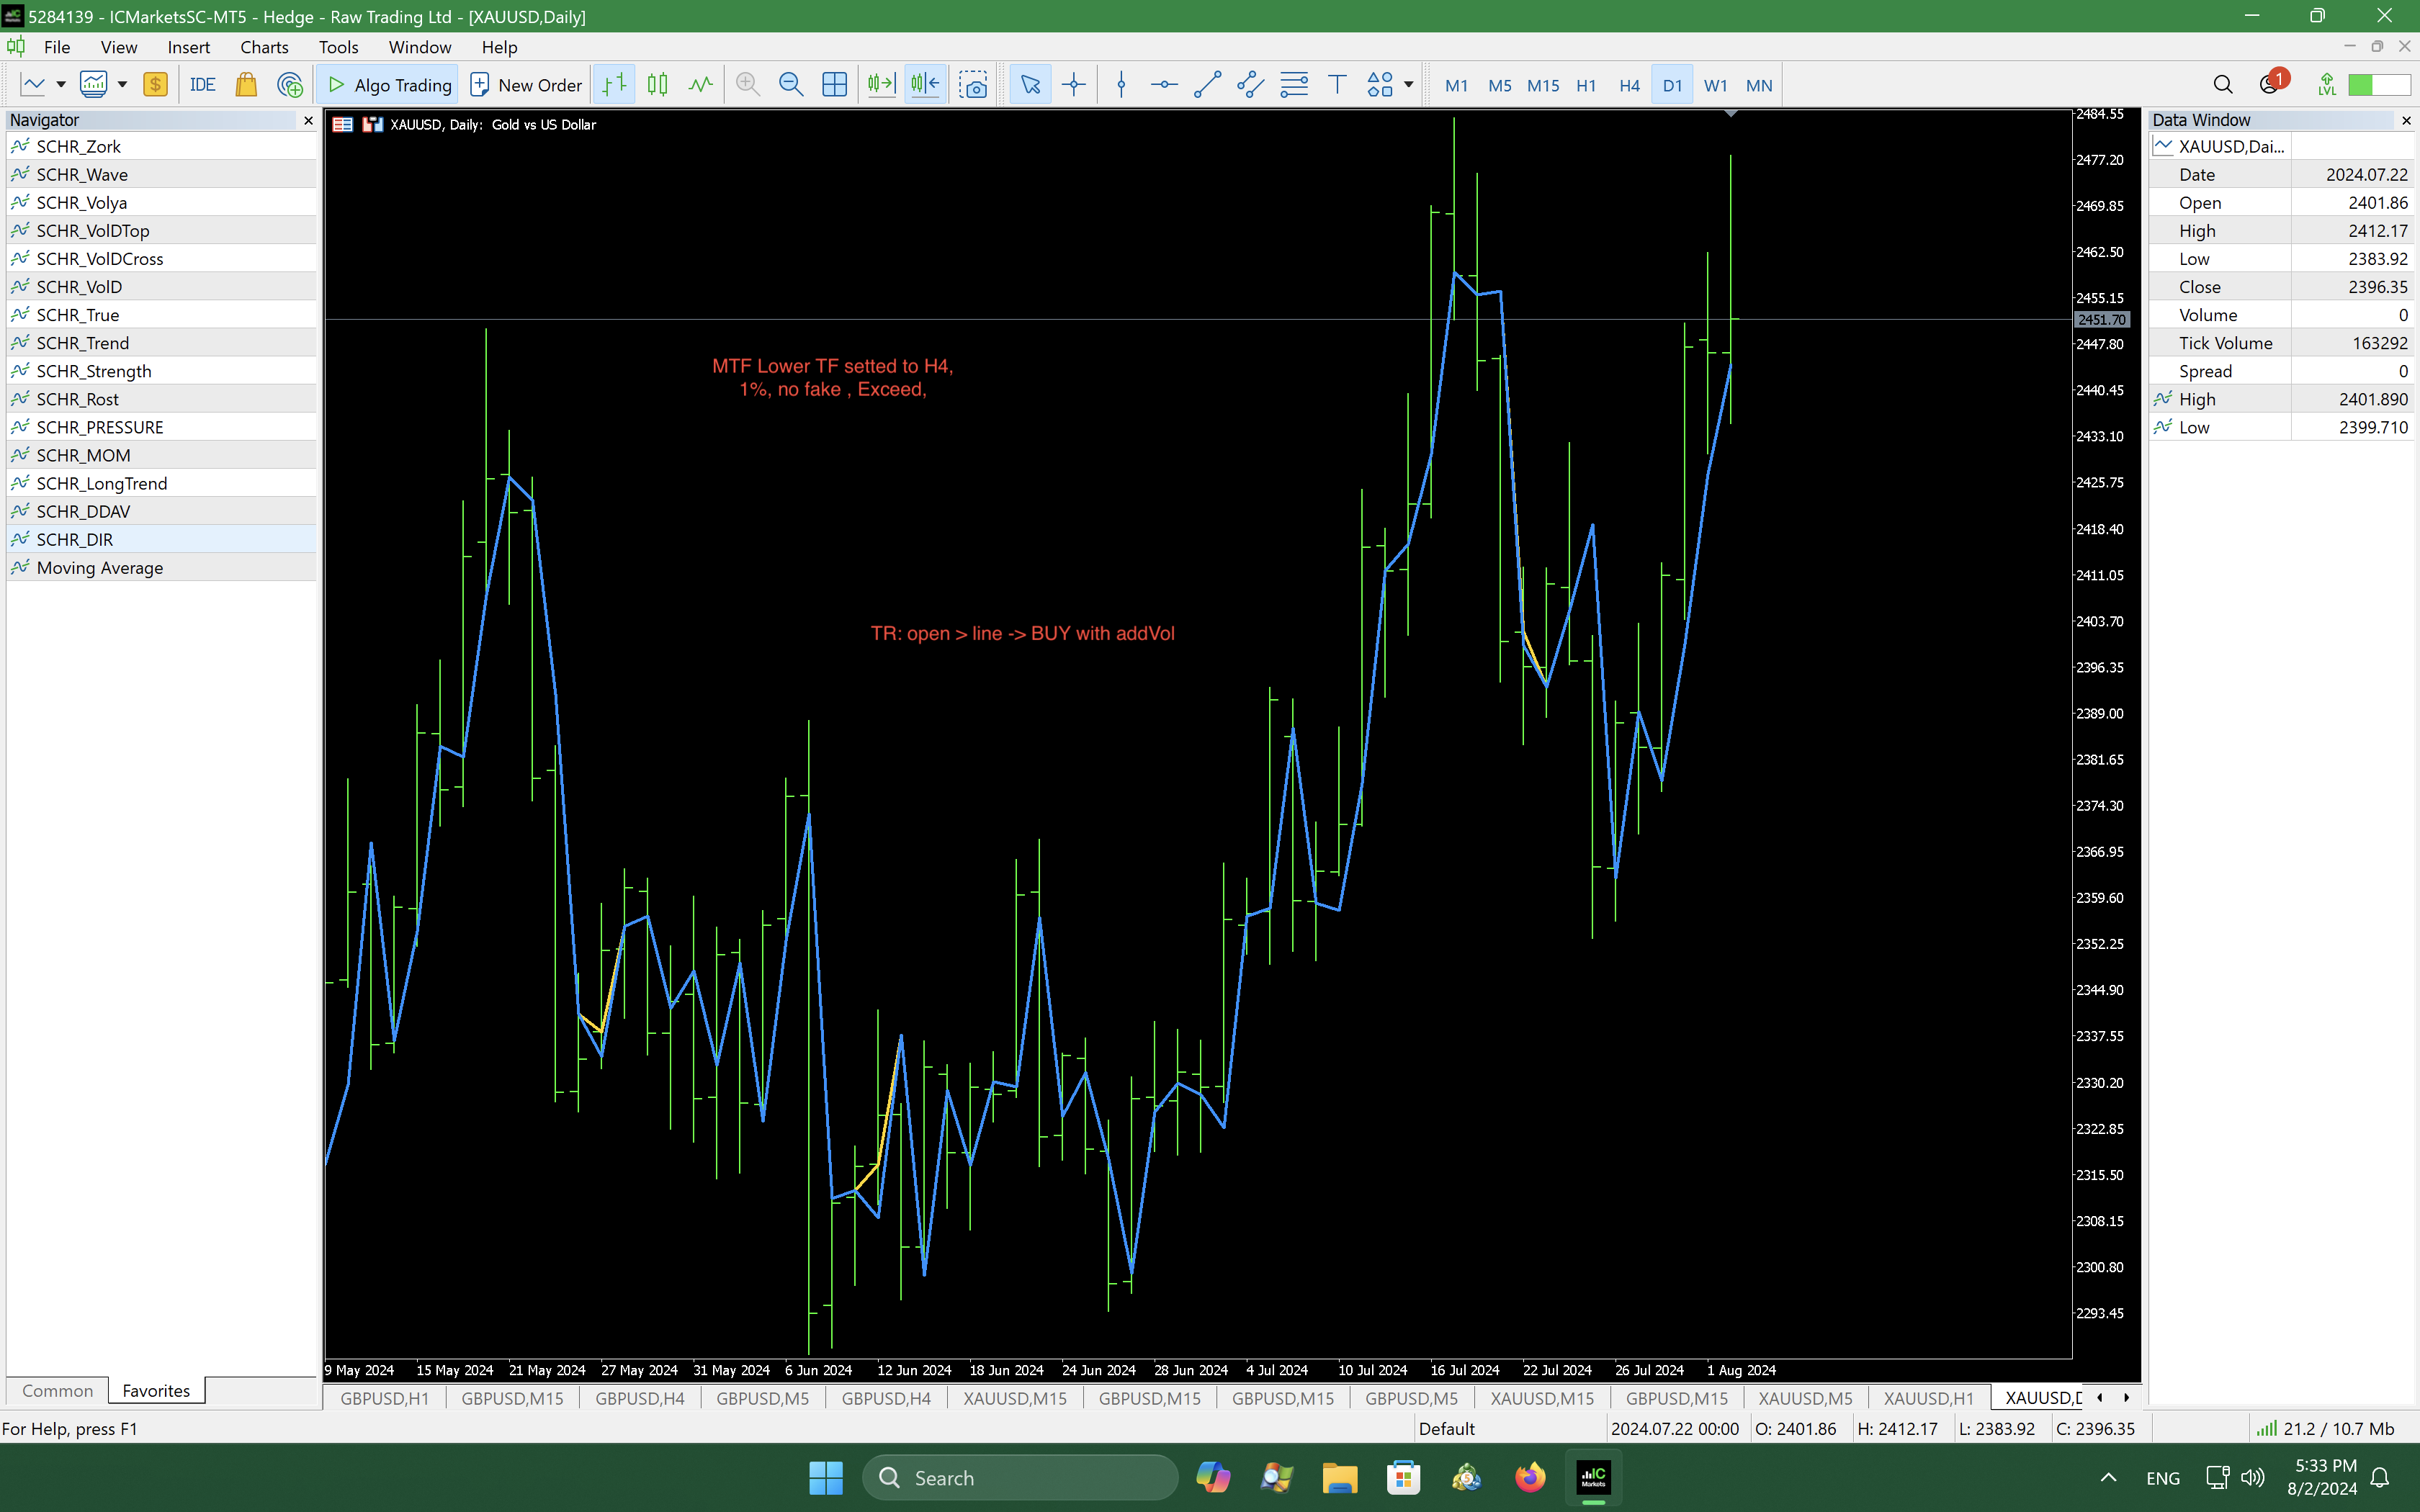 5284139 - ICMarketsSC-MT5 - Hedge - Raw Trading Ltd - [XAUUSD,Daily]
File View Insert Charts Tools Window Help
IDE Algo Trading New Order M1 M5 M15 H1 H4 D1 W1 MN 1 LVL
Navigator
SCHR_Zork
SCHR_Wave
SCHR_Volya
SCHR_VolDTop
SCHR_VolDCross
SCHR_VolD
SCHR_True
SCHR_Trend
SCHR_Strength
SCHR_Rost
SCHR_PRESSURE
SCHR_MOM
SCHR_LongTrend
SCHR_DDAV
SCHR_DIR
Moving Average
Common Favorites
XAUUSD, Daily: Gold vs US Dollar
MTF Lower TF setted to H4,
1%, no fake , Exceed,
TR: open > line -> BUY with addVol
2484.55
2477.20
2469.85
2462.50
2455.15
2451.70
2447.80
2440.45
2433.10
2425.75
2418.40
2411.05
2403.70
2396.35
2389.00
2381.65
2374.30
2366.95
2359.60
2352.25
2344.90
2337.55
2330.20
2322.85
2315.50
2308.15
2300.80
2293.45
9 May 2024 15 May 2024 21 May 2024 27 May 2024 31 May 2024 6 Jun 2024 12 Jun 2024 18 Jun 2024 24 Jun 2024 28 Jun 2024 4 Jul 2024 10 Jul 2024 16 Jul 2024 22 Jul 2024 26 Jul 2024 1 Aug 2024
GBPUSD,H1 GBPUSD,M15 GBPUSD,H4 GBPUSD,M5 GBPUSD,H4 XAUUSD,M15 GBPUSD,M15 GBPUSD,M15 GBPUSD,M5 XAUUSD,M15 GBPUSD,M15 XAUUSD,M5 XAUUSD,H1 XAUUSD,D
Data Window
XAUUSD,Dai...
Date 2024.07.22
Open 2401.86
High 2412.17
Low 2383.92
Close 2396.35
Volume 0
Tick Volume 163292
Spread 0
High 2401.890
Low 2399.710
For Help, press F1 Default 2024.07.22 00:00 O: 2401.86 H: 2412.17 L: 2383.92 C: 2396.35 21.2 / 10.7 Mb
Search IC Markets ENG 5:33 PM
8/2/2024